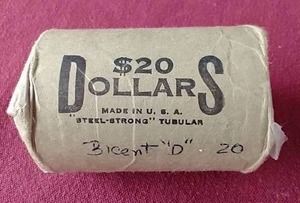 $20
DOLLARS
MADE IN U. S. A.
"STEEL-STRONG" TUBULAR
Bicent "D" 20